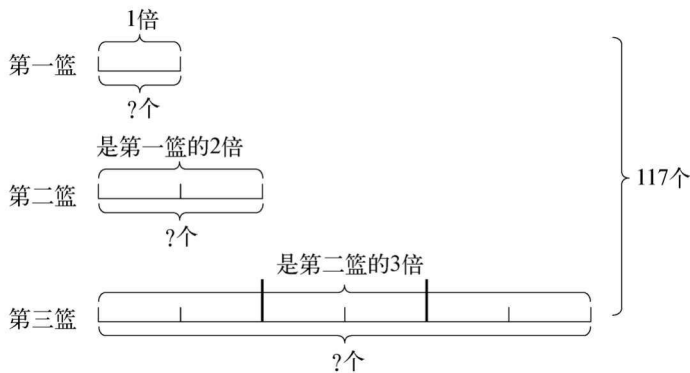 1倍
第一篮
?个
是第一篮的2倍
第二篮
?个
117个
是第二篮的3倍
第三篮
?个